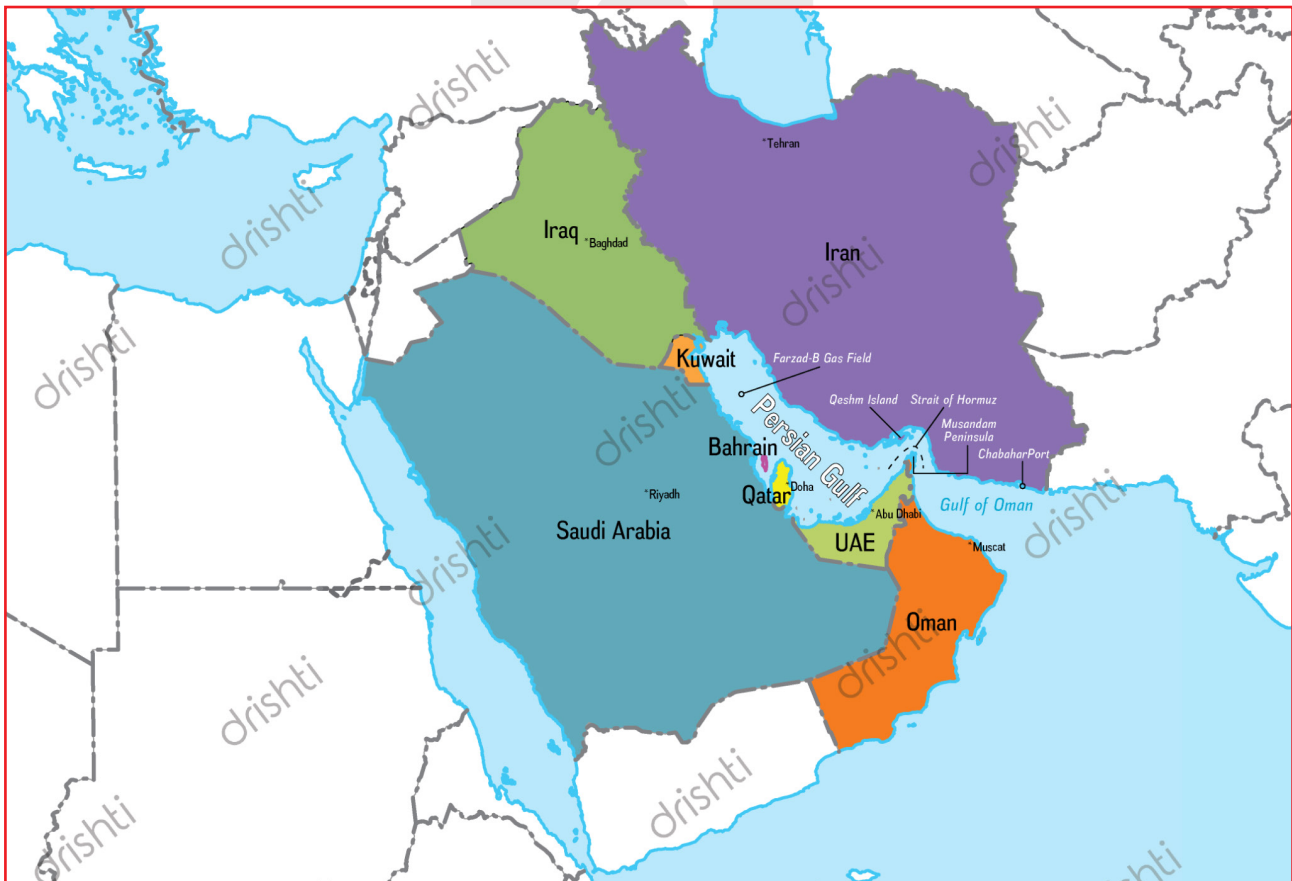 drishti
drishti
*Tehran
drishti
drishti
Iraq
*Baghdad
Iran
drishti
drishti
Kuwait
Farzad-B Gas Field
Qeshm Island
Strait of Hormuz
Musandam
Peninsula
ChabaharPort
Persian Gulf
drishti
Bahrain
Qatar
*Doha
*Riyadh
Gulf of Oman
*Abu Dhabi
Saudi Arabia
UAE
*Muscat
drishti
drishti
Oman
drishti
drishti
drishti
drishti
drishti